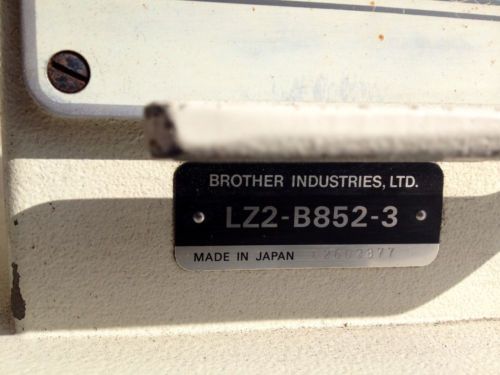 BROTHER INDUSTRIES, LTD.
LZ2-B852-3
MADE IN JAPAN